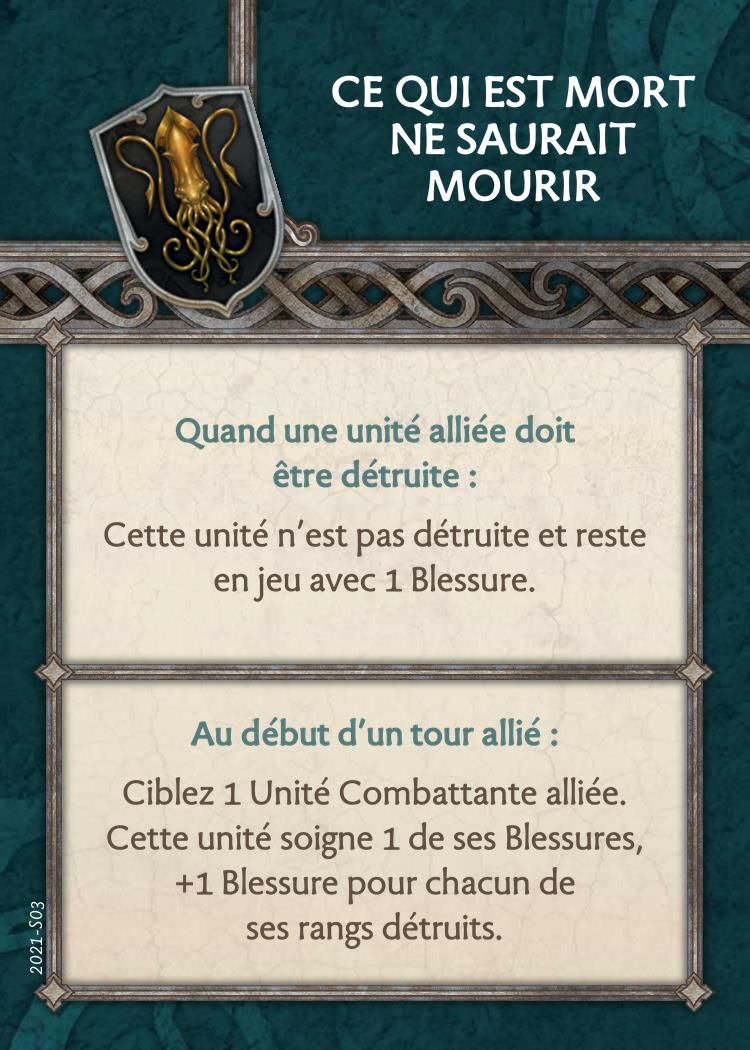 CE QUI EST MORT
NE SAURAIT
MOURIR
Quand une unité alliée doit
être détruite :
Cette unité n'est pas détruite et reste
en jeu avec 1 Blessure.
Au début d'un tour allié :
Ciblez 1 Unité Combattante alliée.
Cette unité soigne 1 de ses Blessures,
+1 Blessure pour chacun de
ses rangs détruits.
2021-S03